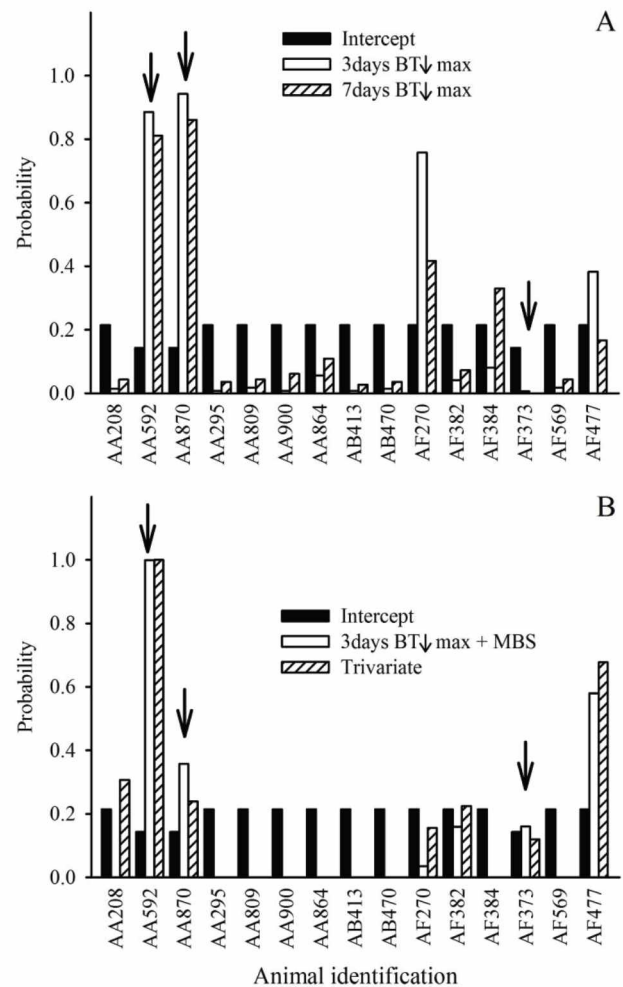 A
Intercept
3days BT↓ max
7days BT↓ max
Probability
1.0
0.8
0.6
0.4
0.2
0.0
AA208
AA592
AA870
AA295
AA809
AA900
AA864
AB413
AB470
AF270
AF382
AF384
AF373
AF569
AF477
B
Intercept
3days BT↓ max + MBS
Trivariate
Probability
1.0
0.8
0.6
0.4
0.2
0.0
AA208
AA592
AA870
AA295
AA809
AA900
AA864
AB413
AB470
AF270
AF382
AF384
AF373
AF569
AF477
Animal identification